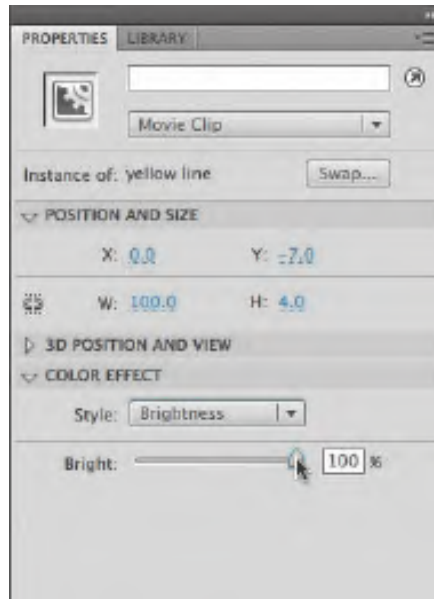 PROPERTIES LIBRARY
Movie Clip
Instance of: yellow line Swap...
POSITION AND SIZE
X: 0.0 Y: -7.0
W: 100.0 H: 4.0
3D POSITION AND VIEW
COLOR EFFECT
Style: Brightness
Bright: 100 %